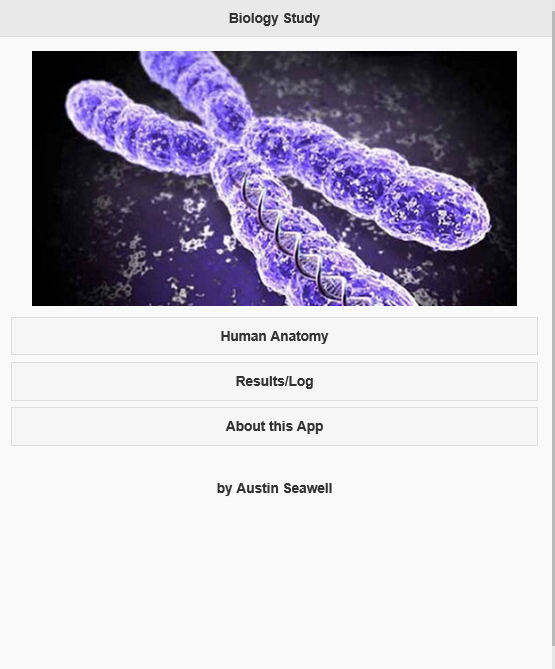 Biology Study
Human Anatomy
Results/Log
About this App
by Austin Seawell